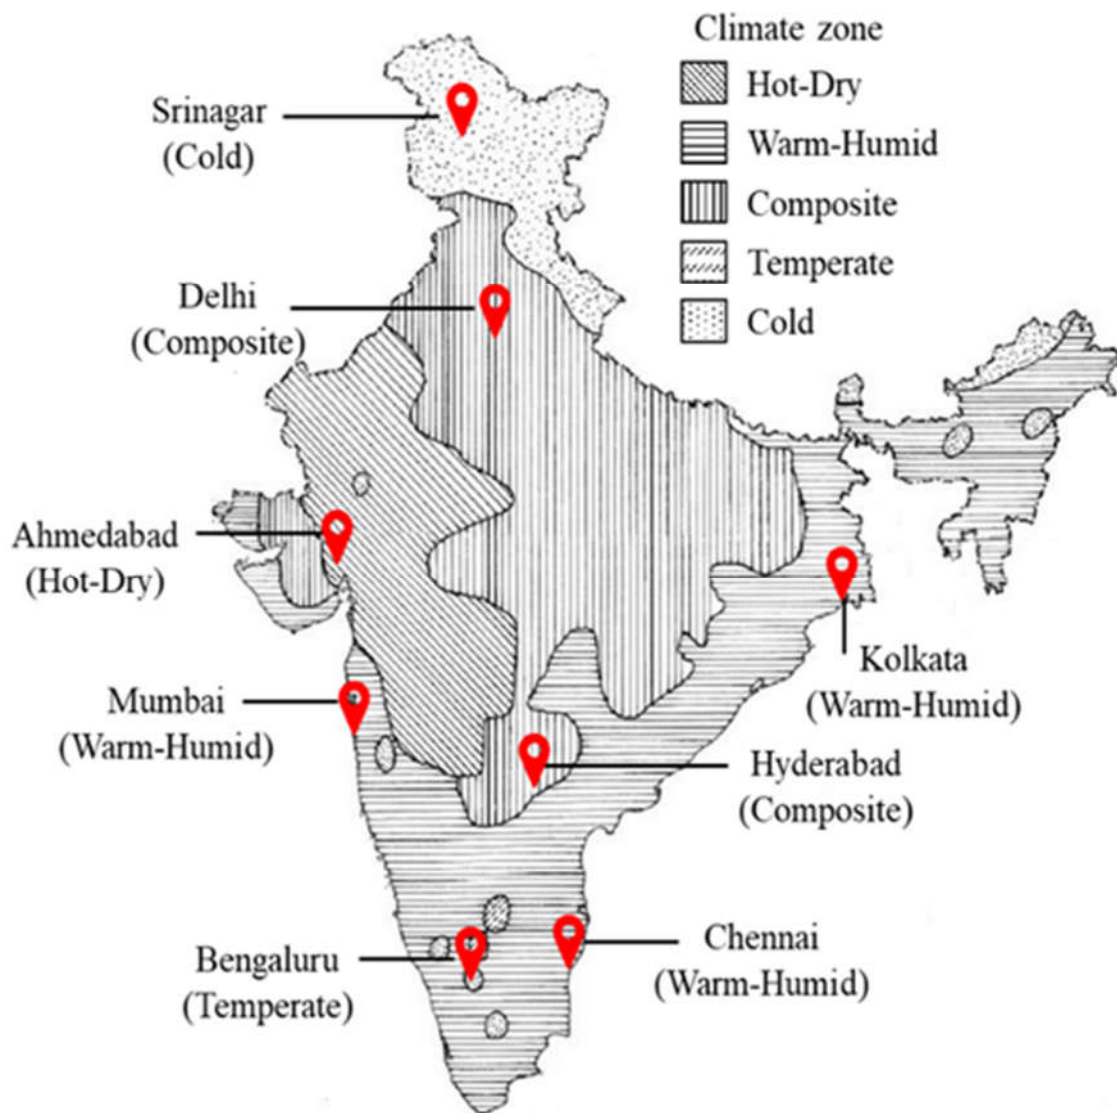 Climate zone
Hot-Dry
Warm-Humid
Composite
Temperate
Cold
Srinagar
(Cold)
Delhi
(Composite)
Ahmedabad
(Hot-Dry)
Mumbai
(Warm-Humid)
Kolkata
(Warm-Humid)
Hyderabad
(Composite)
Bengaluru
(Temperate)
Chennai
(Warm-Humid)